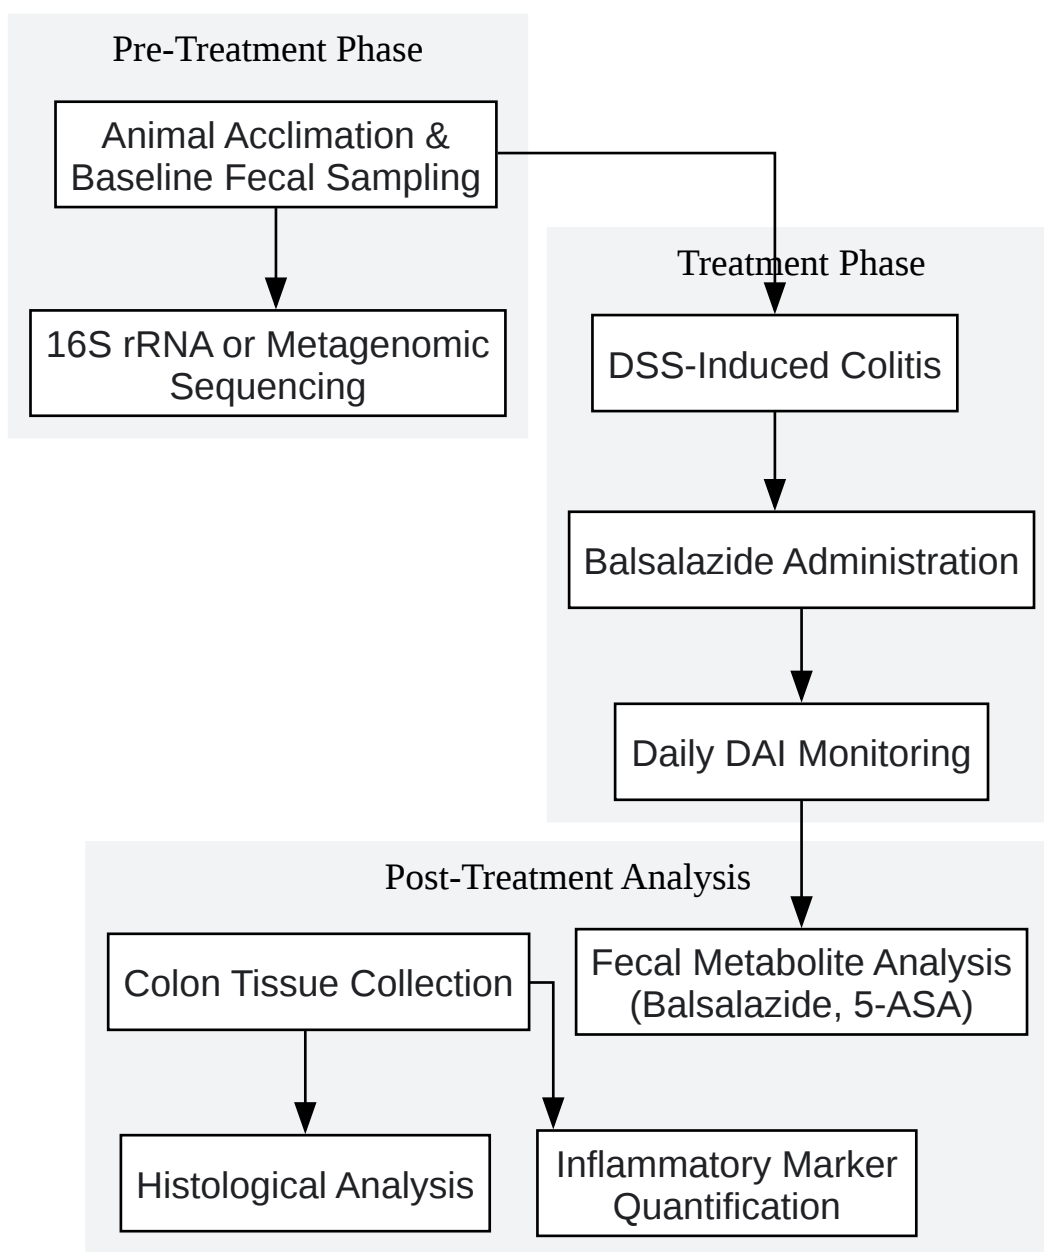 Pre-Treatment Phase
Animal Acclimation &
Baseline Fecal Sampling
16S rRNA or Metagenomic
Sequencing
Treatment Phase
DSS-Induced Colitis
Balsalazide Administration
Daily DAI Monitoring
Post-Treatment Analysis
Colon Tissue Collection
Fecal Metabolite Analysis
(Balsalazide, 5-ASA)
Histological Analysis
Inflammatory Marker
Quantification